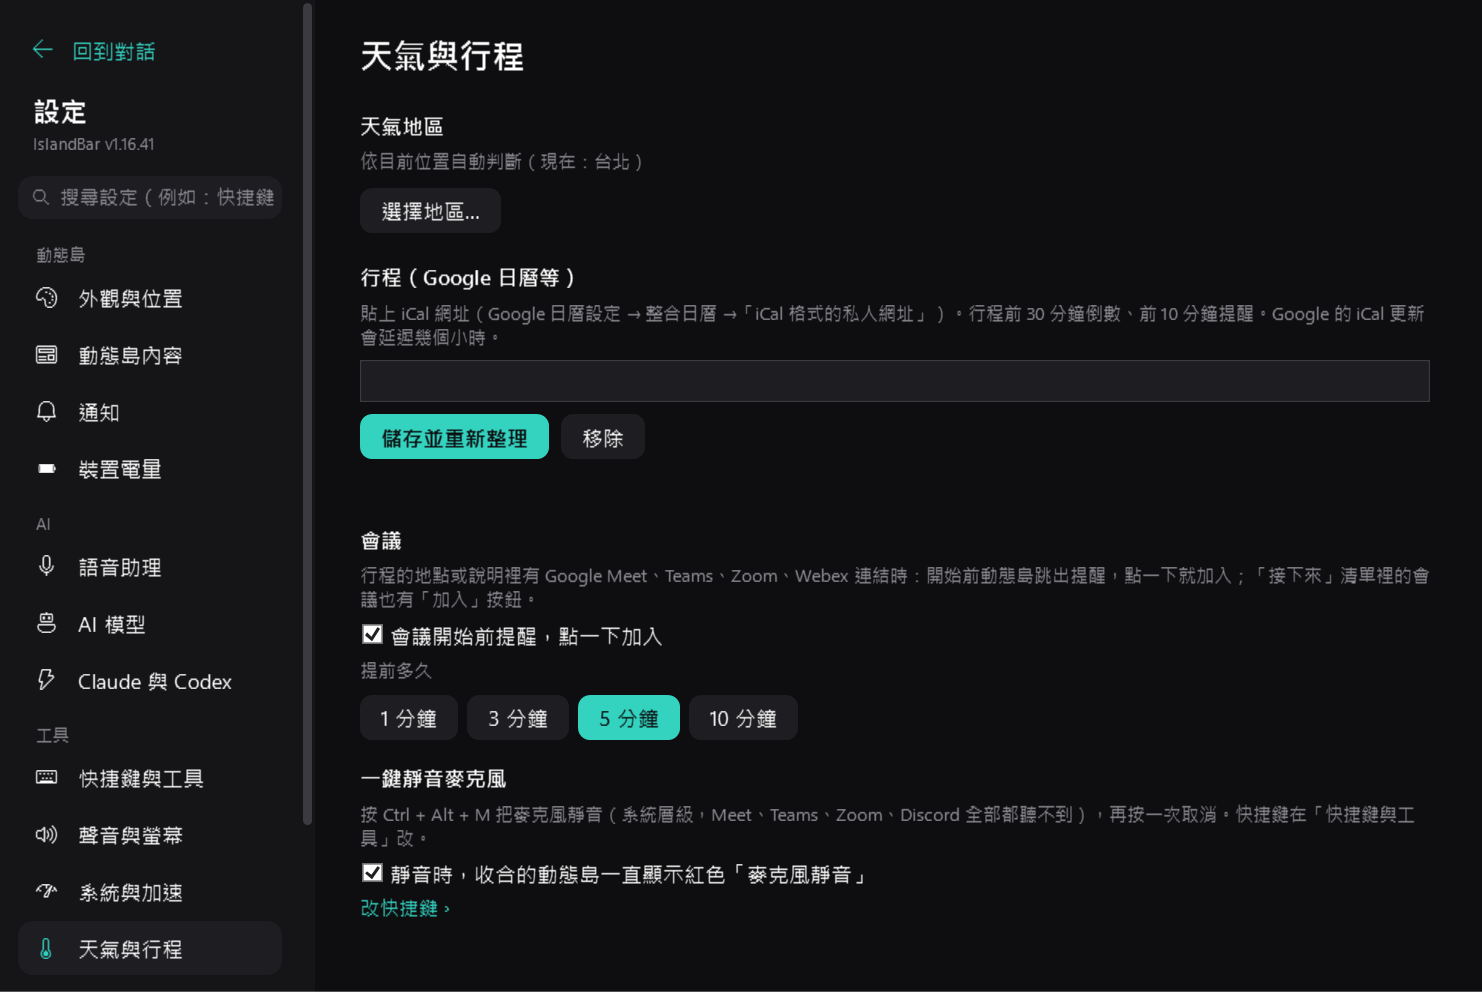 回到對話
設定
IslandBar v1.16.41
搜尋設定（例如：快捷鍵
動態島
外觀與位置
動態島內容
通知
裝置電量
AI
語音助理
AI 模型
Claude 與 Codex
工具
快捷鍵與工具
聲音與螢幕
系統與加速
天氣與行程
天氣與行程
天氣地區
依目前位置自動判斷（現在：台北）
選擇地區...
行程（Google 日曆等）
貼上 iCal 網址（Google 日曆設定 → 整合日曆 →「iCal 格式的私人網址」）。行程前 30 分鐘倒數、前 10 分鐘提醒。Google 的 iCal 更新
會延遲幾個小時。
儲存並重新整理
移除
會議
行程的地點或說明裡有 Google Meet、Teams、Zoom、Webex 連結時：開始前動態島跳出提醒，點一下就加入；「接下來」清單裡的會
議也有「加入」按鈕。
會議開始前提醒，點一下加入
提前多久
1 分鐘
3 分鐘
5 分鐘
10 分鐘
一鍵靜音麥克風
按 Ctrl + Alt + M 把麥克風靜音（系統層級，Meet、Teams、Zoom、Discord 全部都聽不到），再按一次取消。快捷鍵在「快捷鍵與工
具」改。
靜音時，收合的動態島一直顯示紅色「麥克風靜音」
改快捷鍵 ›